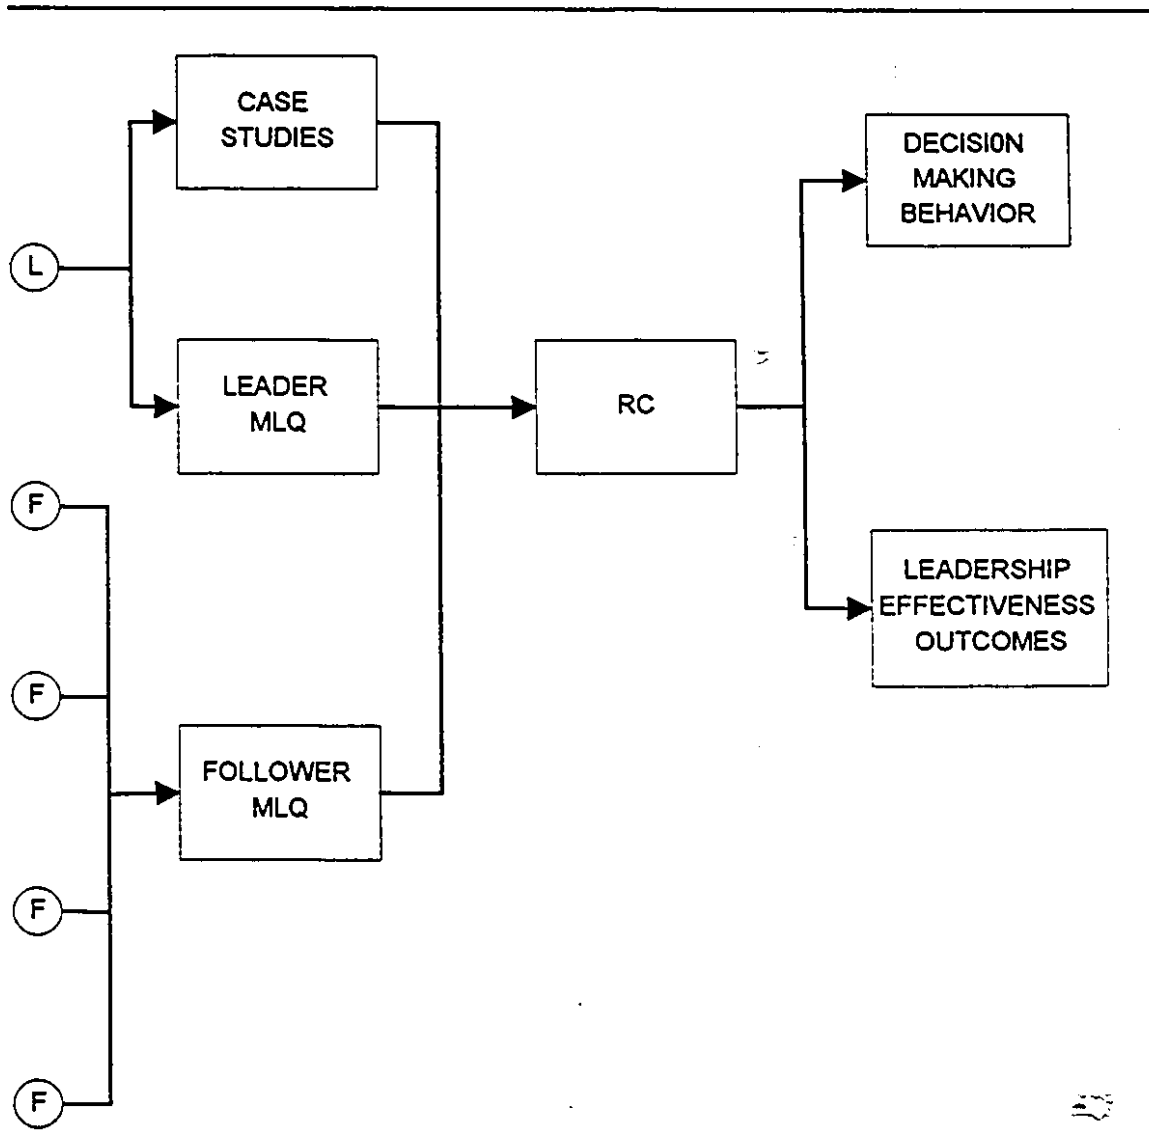 CASE
STUDIES
DECISION
MAKING
BEHAVIOR
L
LEADER
MLQ
RC
F
LEADERSHIP
EFFECTIVENESS
OUTCOMES
F
FOLLOWER
MLQ
F
F